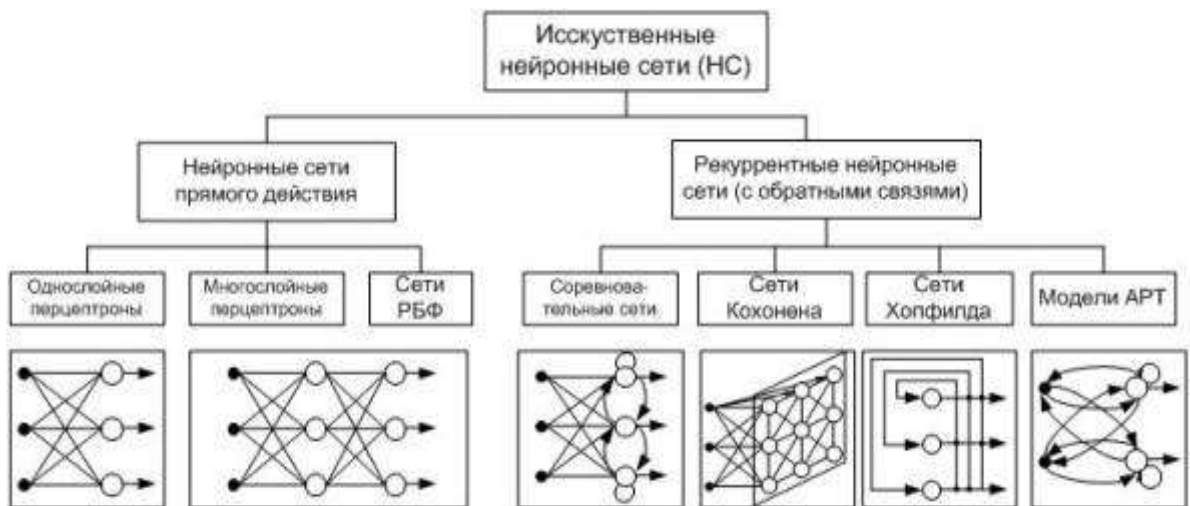 Исскуственные
нейронные сети (НС)
Нейронные сети
прямого действия
Рекуррентные нейронные
сети (с обратными связями)
Однослойные
перцептроны
Многослойные
перцептроны
Сети
РБФ
Соревнова-
тельные сети
Сети
Кохонена
Сети
Хопфилда
Модели АРТ